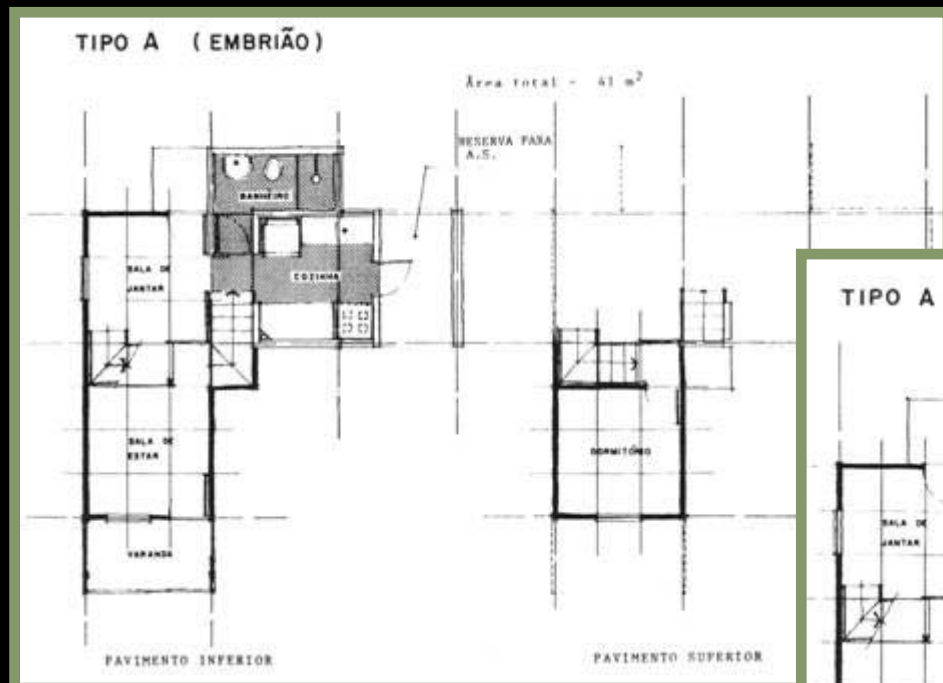 TIPO A (EMBRIÃO)
Área total - 41 m²
RESERVA PARA
A.S.
BANHEIRO
COZINHA
SALA DE
JANTAR
SALA DE
ESTAR
VARANDA
PAVIMENTO INFERIOR
DORMITÓRIO
PAVIMENTO SUPERIOR
TIPO A
SALA DE
JANTAR